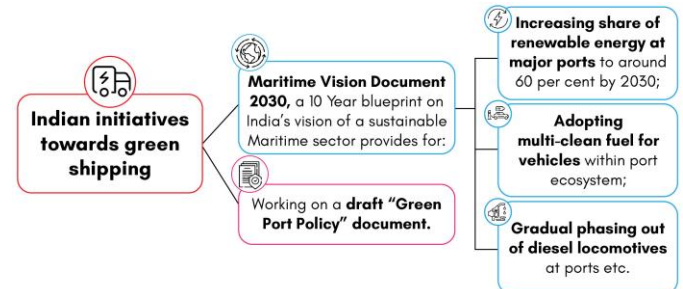 Indian initiatives
towards green
shipping
Maritime Vision Document
2030, a 10 Year blueprint on
India's vision of a sustainable
Maritime sector provides for:
Working on a draft “Green
Port Policy” document.
Increasing share of
renewable energy at
major ports to around
60 per cent by 2030;
Adopting
multi-clean fuel for
vehicles within port
ecosystem;
Gradual phasing out
of diesel locomotives
at ports etc.